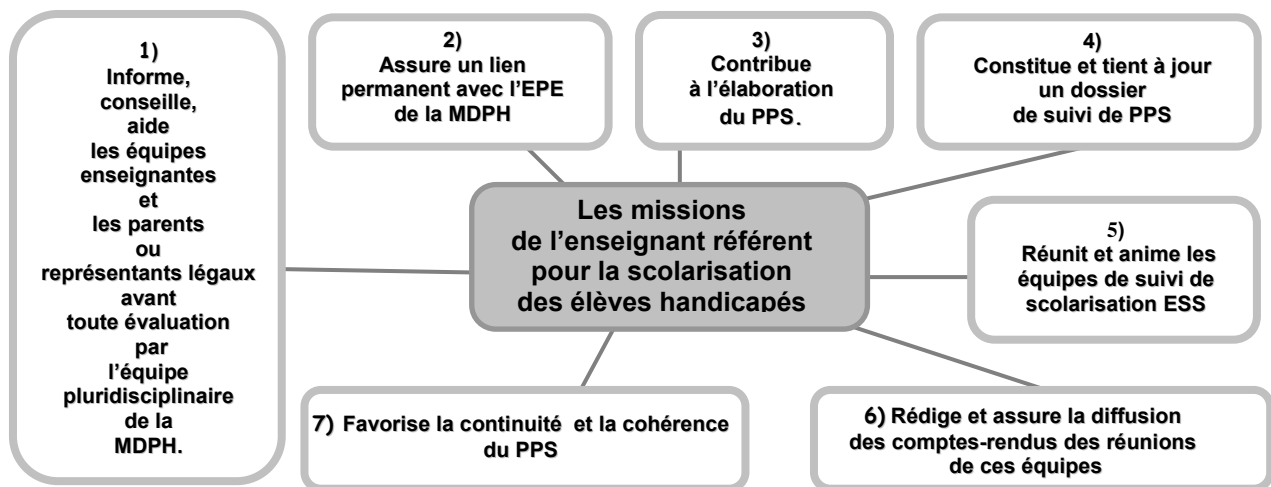 1)
Informe,
conseille,
aide
les équipes
enseignantes
et
les parents
ou
représentants légaux
avant
toute évaluation
par
l’équipe
pluridisciplinaire
de la
MDPH.
2)
Assure un lien
permanent avec l’EPE
de la MDPH
3)
Contribue
à l’élaboration
du PPS.
4)
Constitue et tient à jour
un dossier
de suivi de PPS
Les missions
de l’enseignant référent
pour la scolarisation
des élèves handicapés
5)
Réunit et anime les
équipes de suivi de
scolarisation ESS
7) Favorise la continuité et la cohérence
du PPS
6) Rédige et assure la diffusion
des comptes-rendus des réunions
de ces équipes